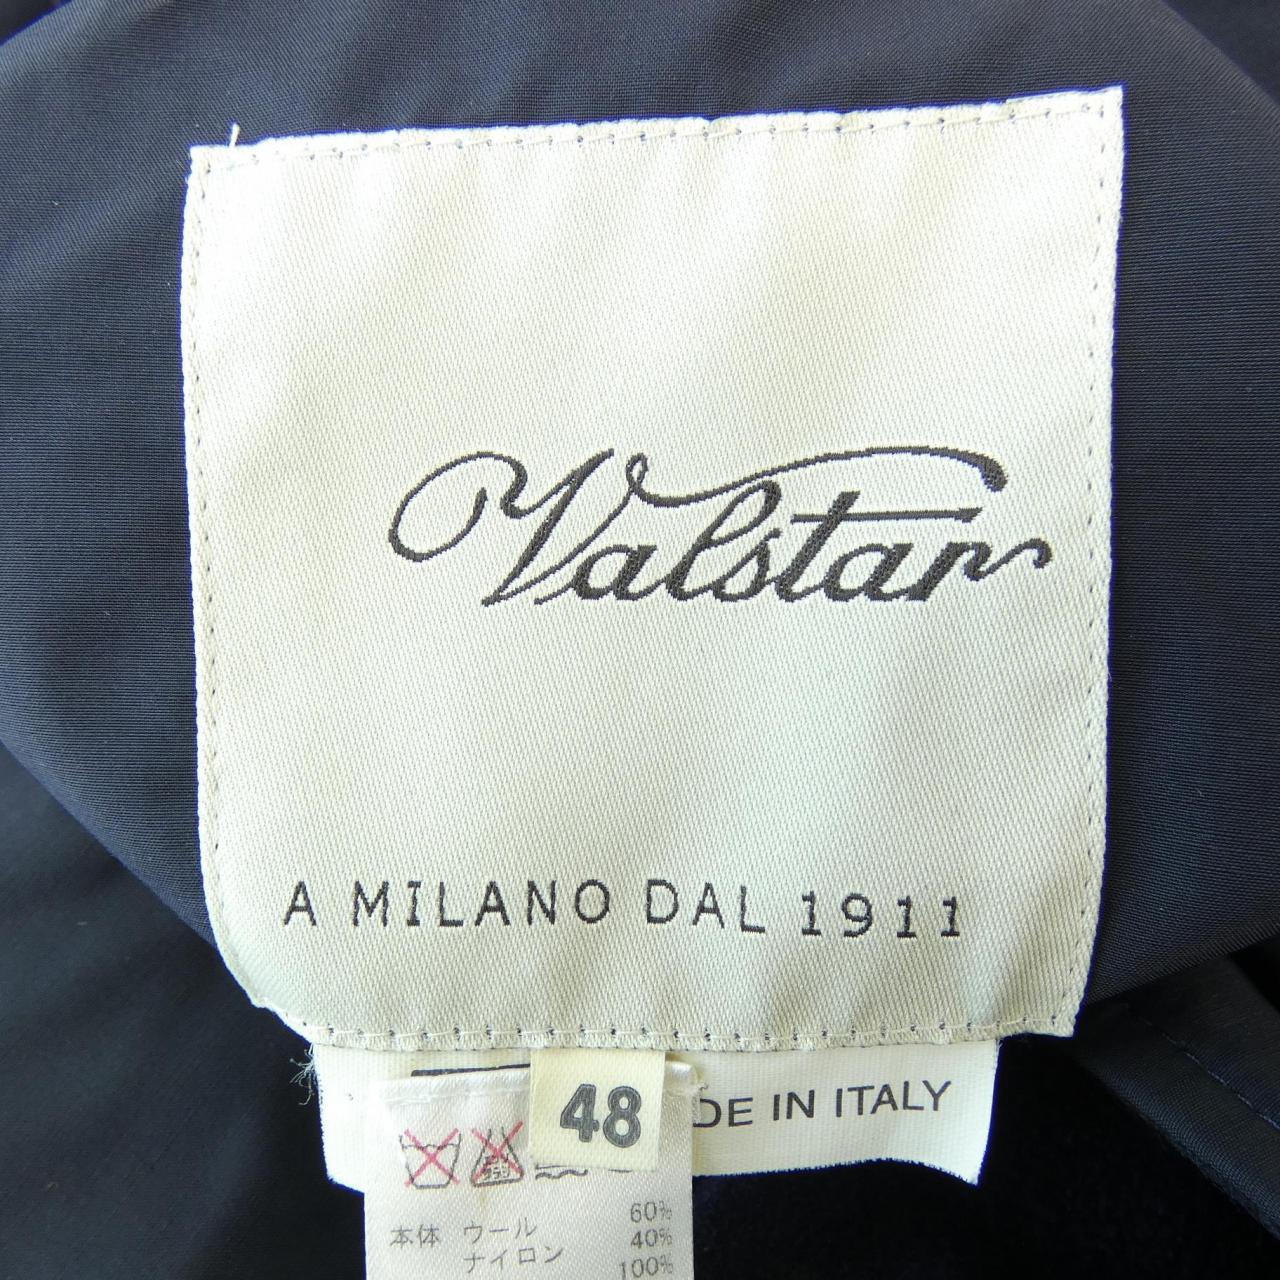 Valstar
A MILANO DAL 1911
48
DE IN ITALY
本体 ウール 60%
ナイロン 40%
100%